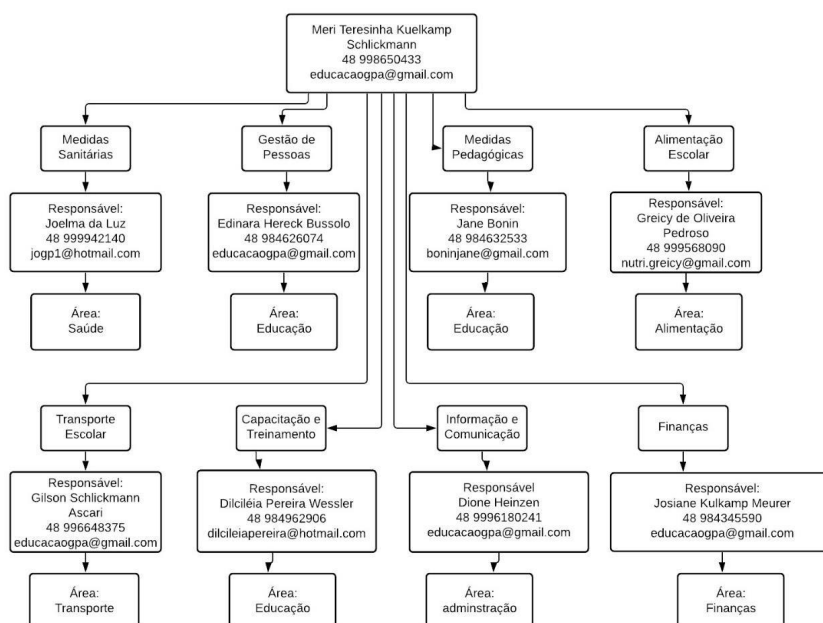 Meri Teresinha Kuelkamp
Schlickmann
48 998650433
educacaogpa@gmail.com
Medidas
Sanitárias
Gestão de
Pessoas
Medidas
Pedagógicas
Alimentação
Escolar
Responsável:
Joelma da Luz
48 999942140
jogp1@hotmail.com
Responsável:
Edinara Hereck Bussolo
48 984626074
educacaogpa@gmail.com
Responsável:
Jane Bonin
48 984632533
boninjane@gmail.com
Responsável:
Greicy de Oliveira
Pedroso
48 999568090
nutri.greicy@gmail.com
Área:
Saúde
Área:
Educação
Área:
Educação
Área:
Alimentação
Transporte
Escolar
Capacitação e
Treinamento
Informação e
Comunicação
Finanças
Responsável:
Gilson Schlickmann
Ascari
48 996648375
educacaogpa@gmail.com
Responsável:
Dilciléia Pereira Wessler
48 984962906
dilcileiapereira@hotmail.com
Responsável
Dione Heinzen
48 9996180241
educacaogpa@gmail.com
Responsável:
Josiane Kulkamp Meurer
48 984345590
educacaogpa@gmail.com
Área:
Transporte
Área:
Educação
Área:
adminstração
Área:
Finanças